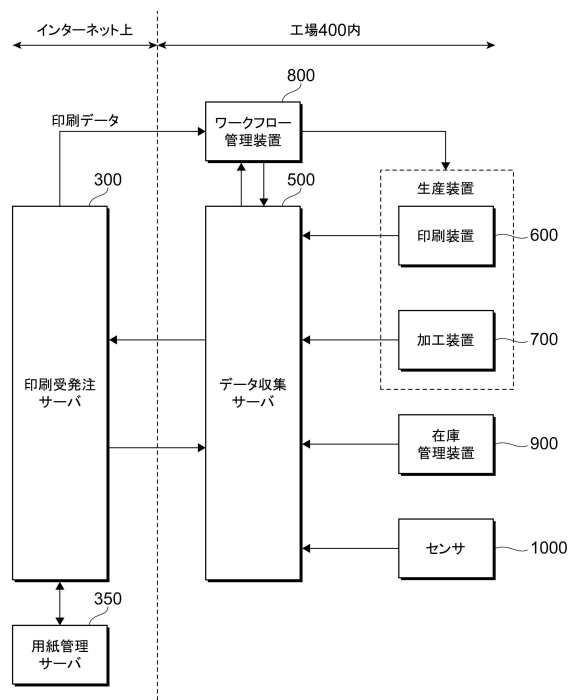 インターネット上
工場400内
800
印刷データ
ワークフロー
管理装置
300
500
生産装置
印刷装置
600
加工装置
700
印刷受発注
サーバ
データ収集
サーバ
在庫
管理装置
900
センサ
1000
350
用紙管理
サーバ